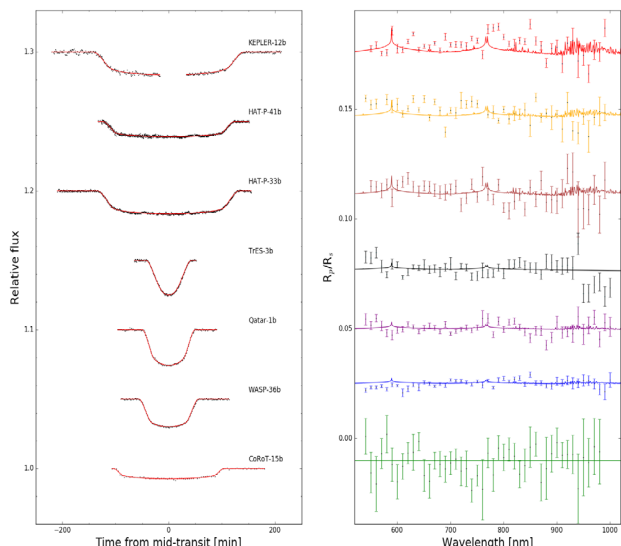 1.3
1.2
1.1
1.0
Relative flux
KEPLER-12b
HAT-P-41b
HAT-P-33b
TrES-3b
Qatar-1b
WASP-36b
CoRoT-15b
-200
-100
0
100
200
Time from mid-transit [min]
0.15
0.10
0.05
0.00
Rp/Rs
600
700
800
900
1000
Wavelength [nm]